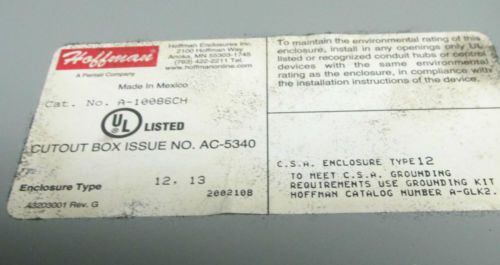 Hoffman
A Pentair Company
Hoffman Enclosures Inc.
2100 Hoffman Way
Anoka, MN 55303-1745
(763) 422-2211 Tel.
www.hoffmanonline.com
Made in Mexico
Cat. No. A-10086CH
UL LISTED
CUTOUT BOX ISSUE NO. AC-5340
Enclosure Type 12, 13
200210B
A3203001 Rev. G
To maintain the environmental rating of this
enclosure, install in any openings only UL
listed or recognized conduit hubs or
devices with the same environmental
rating as the enclosure, in compliance with
the installation instructions of the device.
C.S.A. ENCLOSURE TYPE 12
TO MEET C.S.A. GROUNDING
REQUIREMENTS USE GROUNDING KIT
HOFFMAN CATALOG NUMBER A-GLK2.